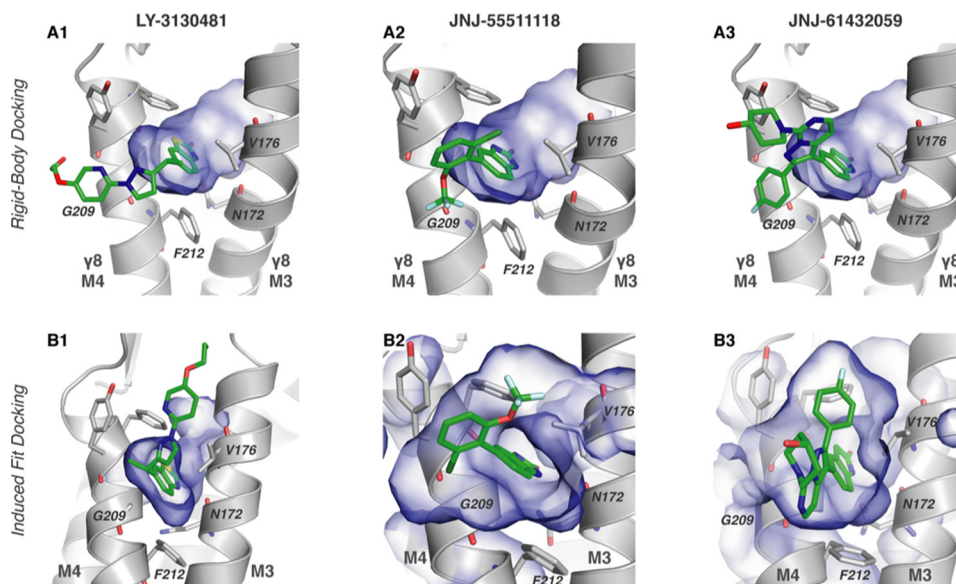 LY-3130481
JNJ-55511118
JNJ-61432059
Rigid-Body Docking
A1
V176
G209
N172
F212
γ8
M4
γ8
M3
A2
V176
G209
N172
F212
γ8
M4
γ8
M3
A3
V176
G209
N172
F212
γ8
M4
γ8
M3
Induced Fit Docking
B1
V176
G209
N172
M4
F212
M3
B2
V176
G209
N172
M4
F212
M3
B3
V176
G209
N172
M4
F212
M3